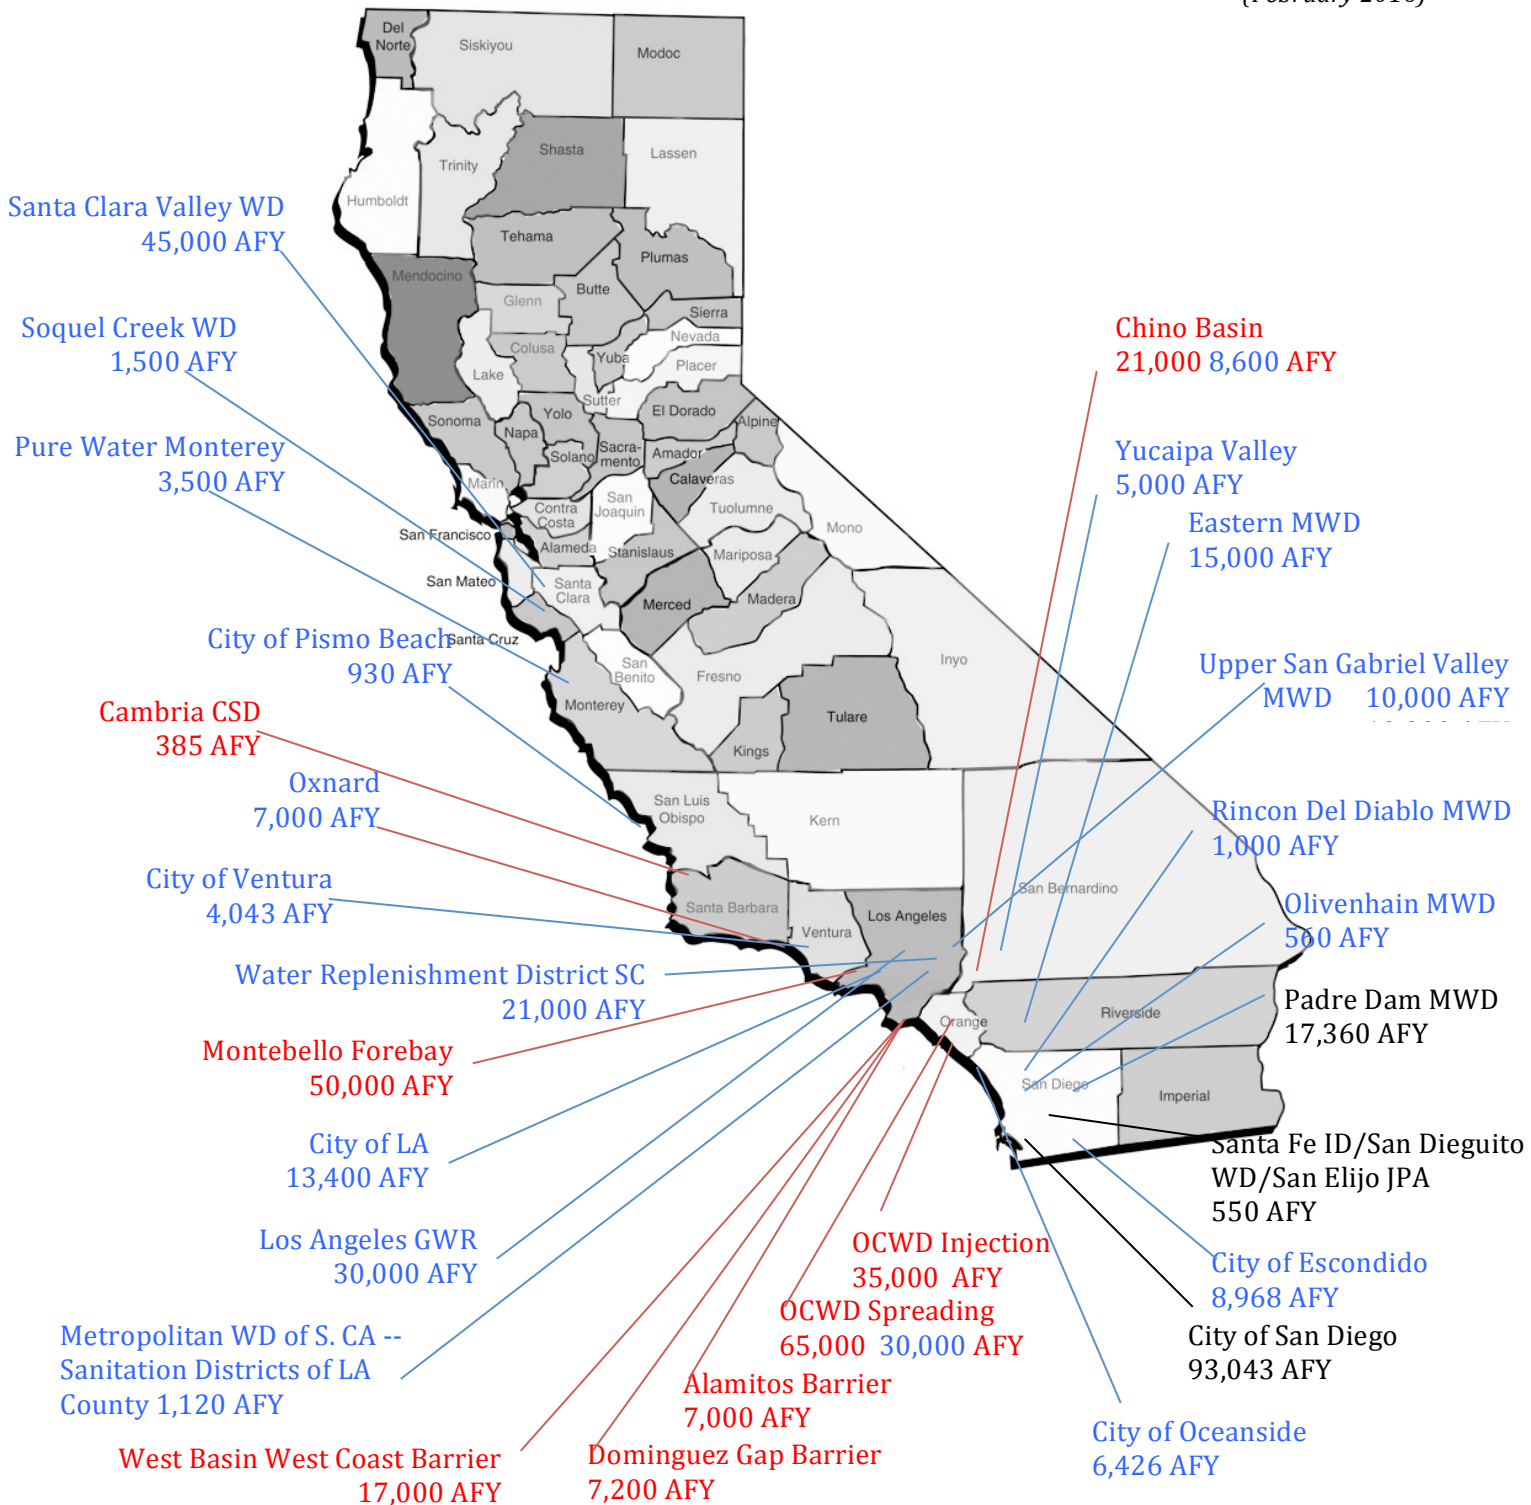 (February 2016)
Del
Norte
Siskiyou
Modoc
Shasta
Lassen
Trinity
Humboldt
Santa Clara Valley WD
45,000 AFY
Tehama
Plumas
Mendocino
Butte
Glenn
Sierra
Soquel Creek WD
1,500 AFY
Chino Basin
21,000 8,600 AFY
Nevada
Colusa
Yuba
Placer
Lake
Sutter
El Dorado
Yolo
Sonoma
Napa
Alpine
Pure Water Monterey
3,500 AFY
Sacra-
mento
Solano
Amador
Calaveras
Yucaipa Valley
5,000 AFY
Marin
San
Joaquin
Tuolumne
Contra
Costa
Mono
Eastern MWD
15,000 AFY
San Francisco
Alameda
Stanislaus
Mariposa
San Mateo
Santa
Clara
Merced
Madera
City of Pismo Beach
930 AFY
Santa Cruz
San
Benito
Fresno
Inyo
Upper San Gabriel Valley
MWD 10,000 AFY
Monterey
Cambria CSD
385 AFY
Tulare
Kings
Oxnard
7,000 AFY
San Luis
Obispo
Kern
Rincon Del Diablo MWD
1,000 AFY
City of Ventura
4,043 AFY
San Bernardino
Santa Barbara
Los Angeles
Ventura
Olivenhain MWD
560 AFY
Water Replenishment District SC
21,000 AFY
Padre Dam MWD
17,360 AFY
Riverside
Orange
Montebello Forebay
50,000 AFY
San Diego
Imperial
City of LA
13,400 AFY
Santa Fe ID/San Dieguito
WD/San Elijo JPA
550 AFY
Los Angeles GWR
30,000 AFY
OCWD Injection
35,000 AFY
City of Escondido
8,968 AFY
OCWD Spreading
65,000 30,000 AFY
Metropolitan WD of S. CA --
Sanitation Districts of LA
County 1,120 AFY
City of San Diego
93,043 AFY
Alamitos Barrier
7,000 AFY
City of Oceanside
6,426 AFY
West Basin West Coast Barrier
17,000 AFY
Dominguez Gap Barrier
7,200 AFY